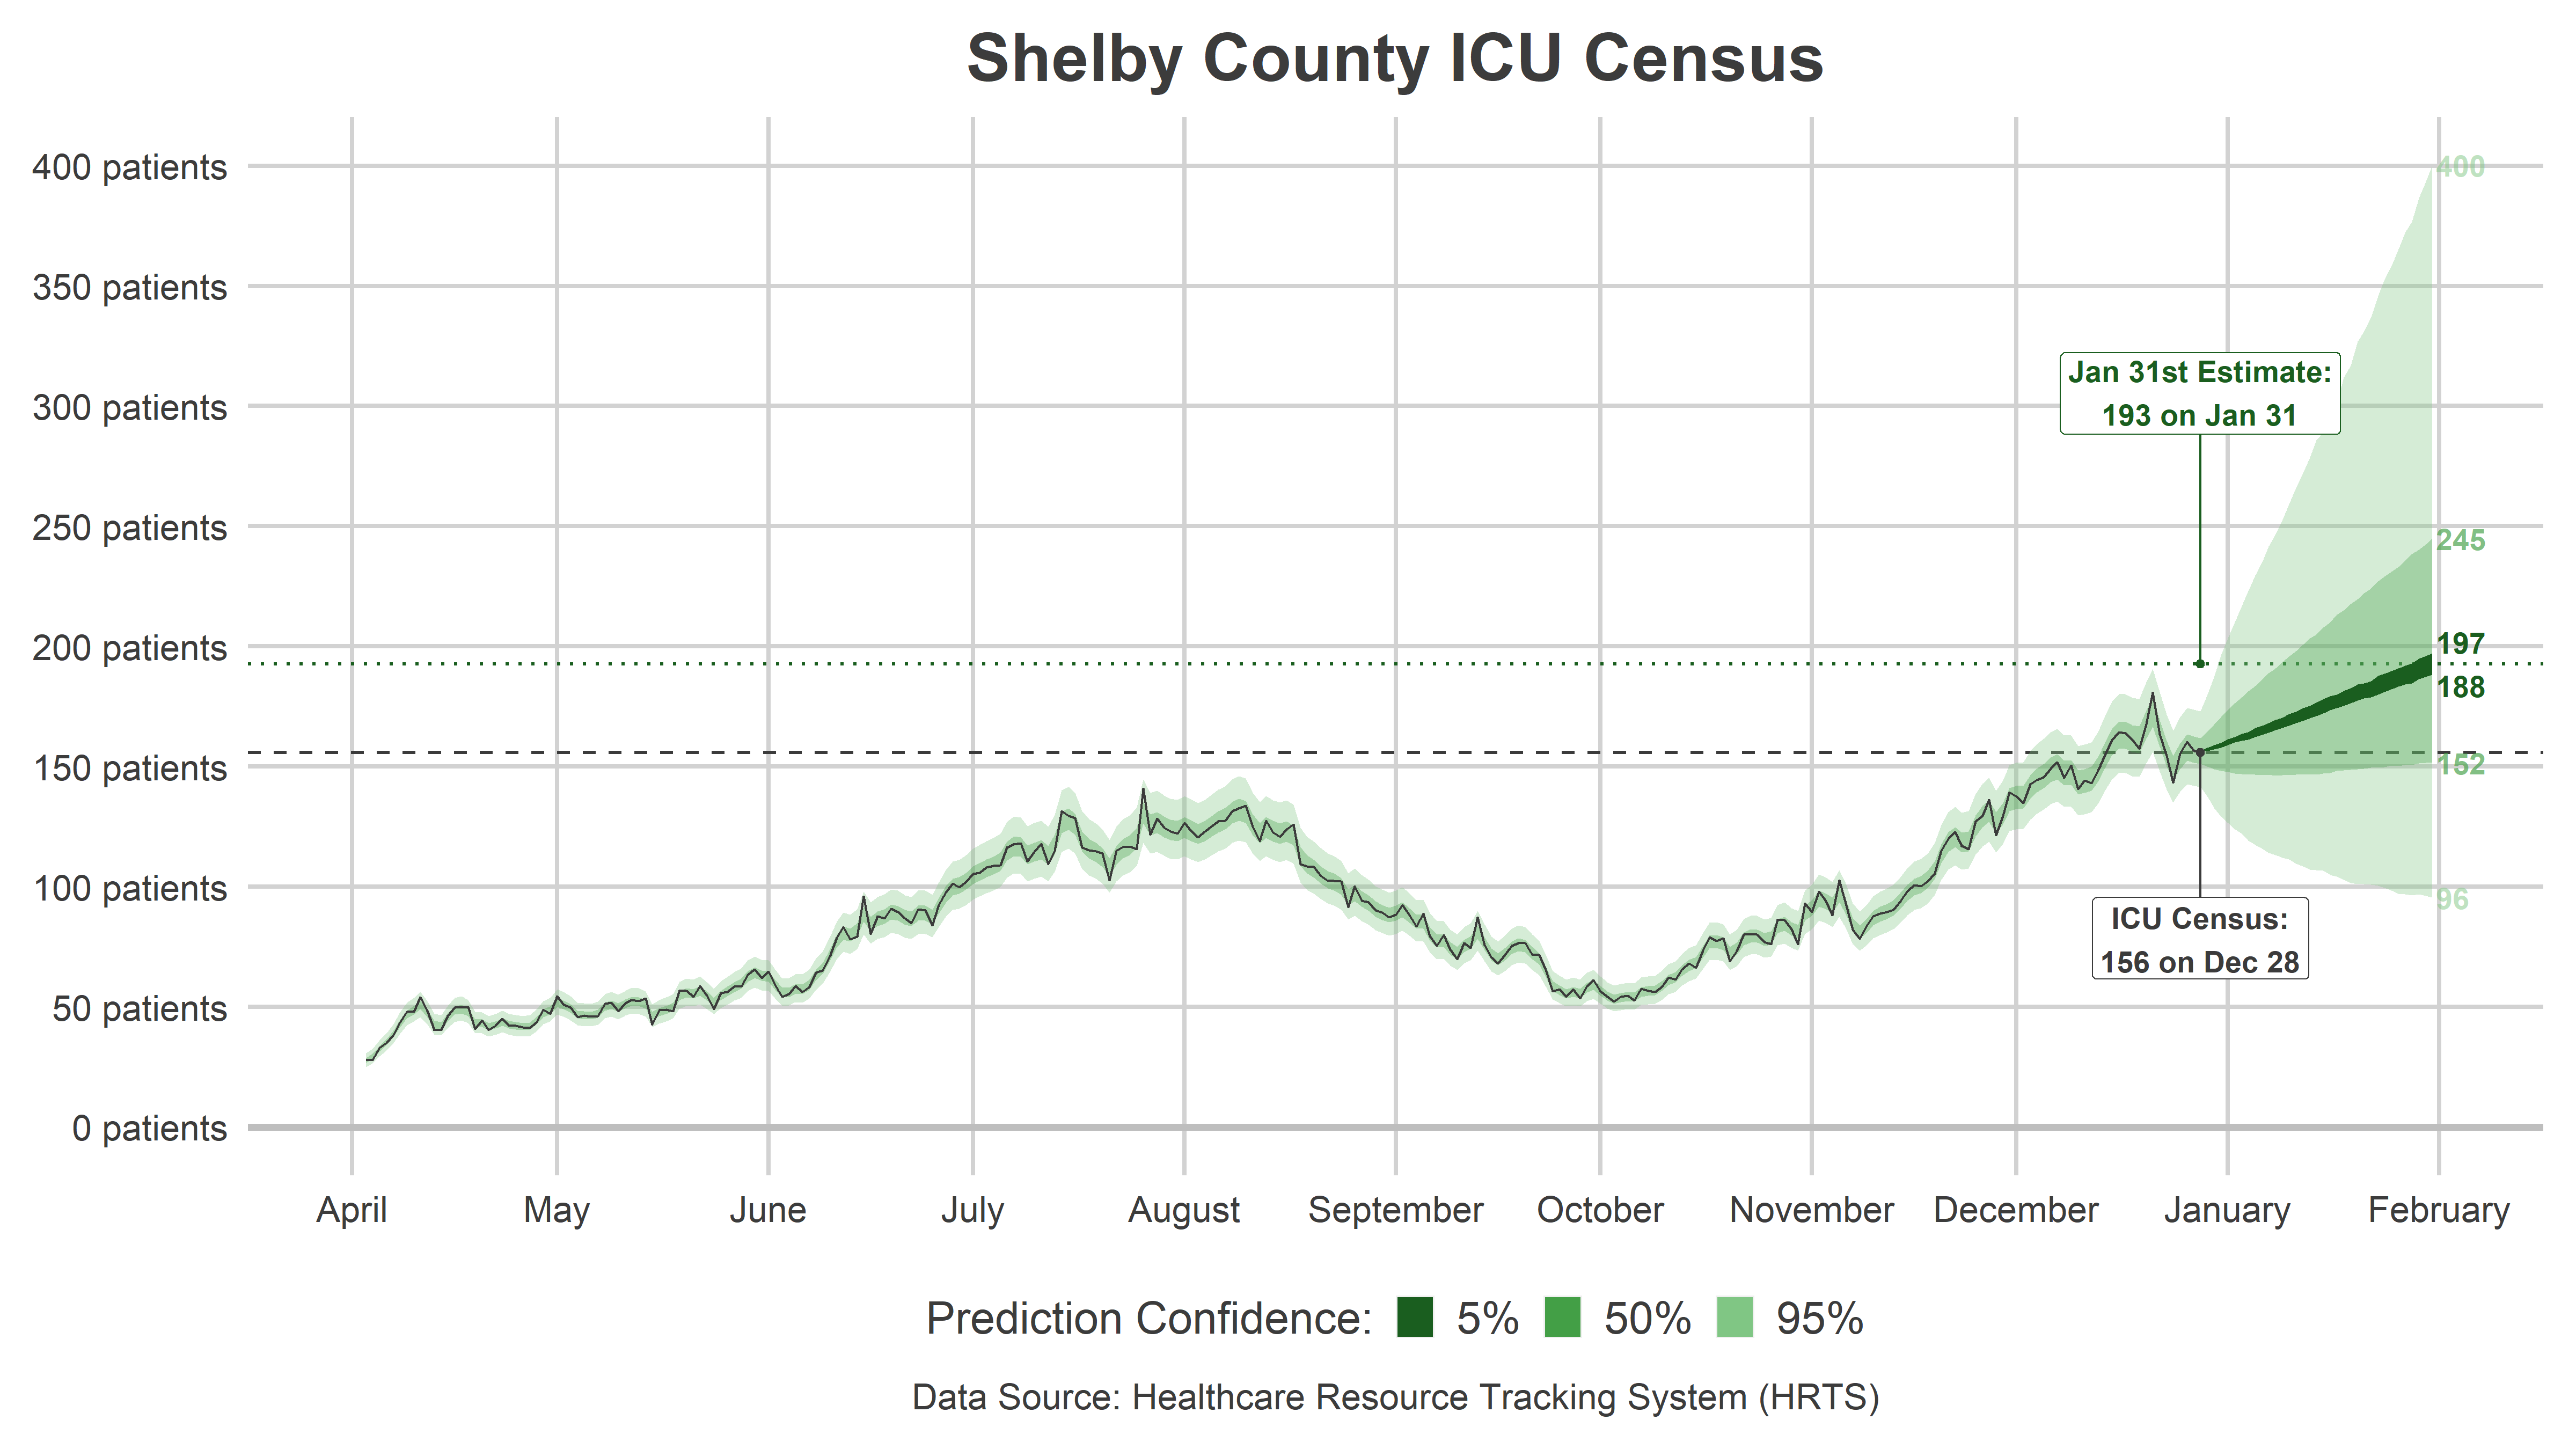 Shelby County ICU Census
400 patients
350 patients
300 patients
250 patients
200 patients
150 patients
100 patients
50 patients
0 patients
400
Jan 31st Estimate:
193 on Jan 31
245
197
188
152
96
ICU Census:
156 on Dec 28
April May June July August September October November December January February
Prediction Confidence: 5% 50% 95%
Data Source: Healthcare Resource Tracking System (HRTS)